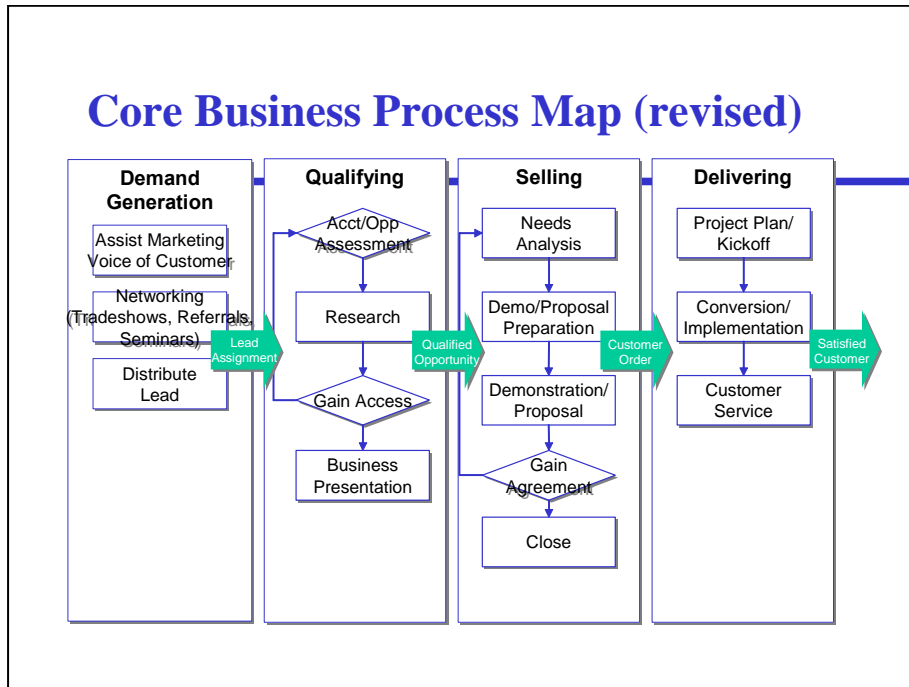 Core Business Process Map (revised)
Demand
Generation
Assist Marketing
Voice of Customer
Networking
(Tradeshows, Referrals,
Seminars)
Distribute
Lead
Lead
Assignment
Qualifying
Acct/Opp
Assessment
Research
Gain Access
Business
Presentation
Qualified
Opportunity
Selling
Needs
Analysis
Demo/Proposal
Preparation
Demonstration/
Proposal
Gain
Agreement
Close
Customer
Order
Delivering
Project Plan/
Kickoff
Conversion/
Implementation
Customer
Service
Satisfied
Customer